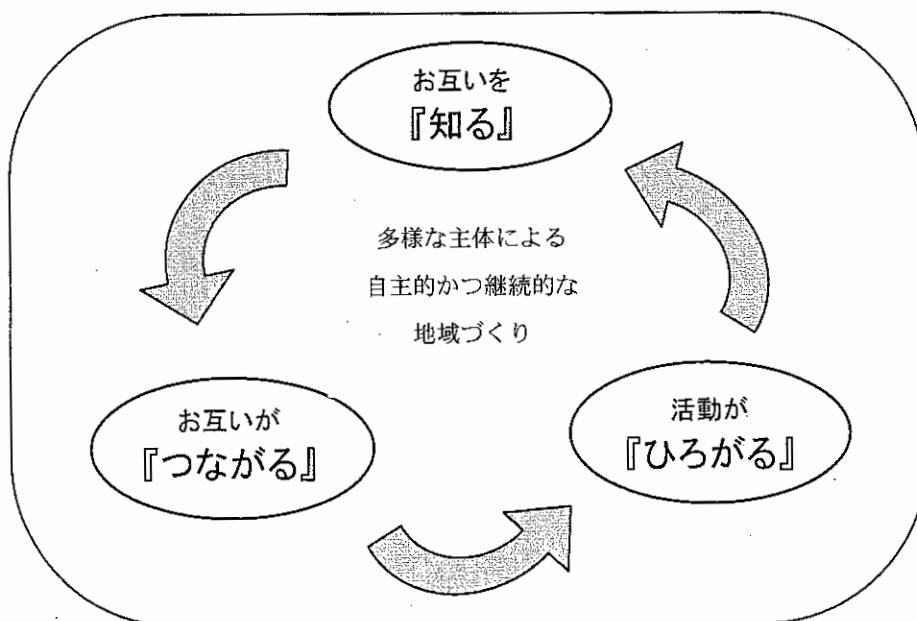 お互いを
『知る』
多様な主体による
自主的かつ継続的な
地域づくり
お互いが
『つながる』
活動が
『ひろがる』